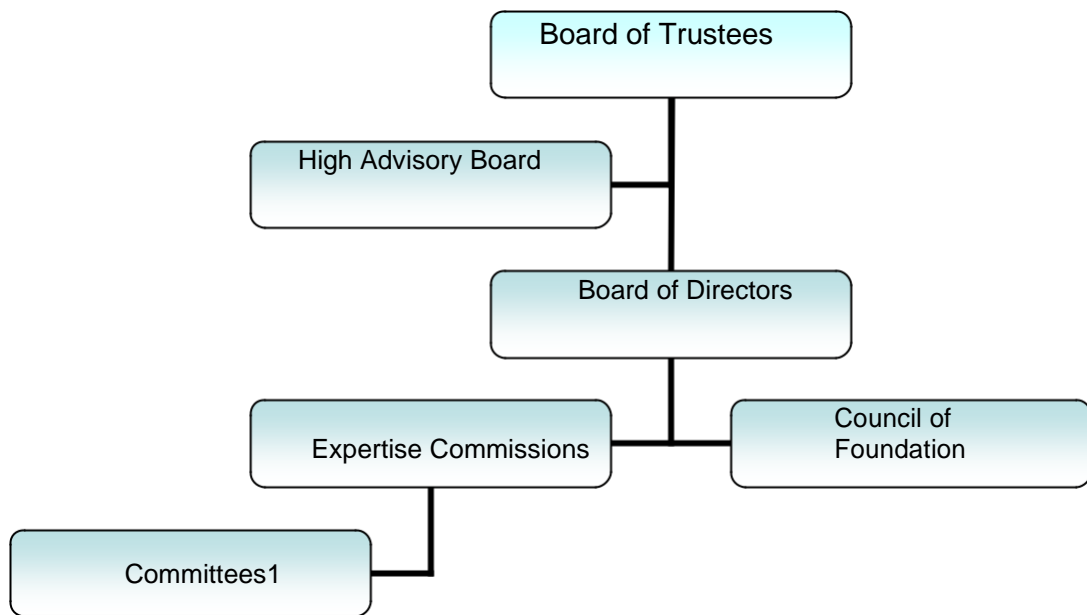 Board of Trustees
High Advisory Board
Board of Directors
Expertise Commissions
Council of
Foundation
Committees1